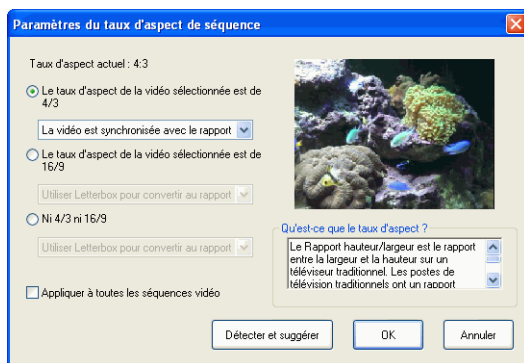 Paramètres du taux d'aspect de séquence
Taux d'aspect actuel : 4:3
Le taux d'aspect de la vidéo sélectionnée est de
4/3
La vidéo est synchronisée avec le rapport
Le taux d'aspect de la vidéo sélectionnée est de
16/9
Utiliser Letterbox pour convertir au rapport
Ni 4/3 ni 16/9
Utiliser Letterbox pour convertir au rapport
Appliquer à toutes les séquences vidéo
Qu'est-ce que le taux d'aspect ?
Le Rapport hauteur/largeur est le rapport
entre la largeur et la hauteur sur un
téléviseur traditionnel. Les postes de
télévision traditionnels ont un rapport
Détecter et suggérer
OK
Annuler